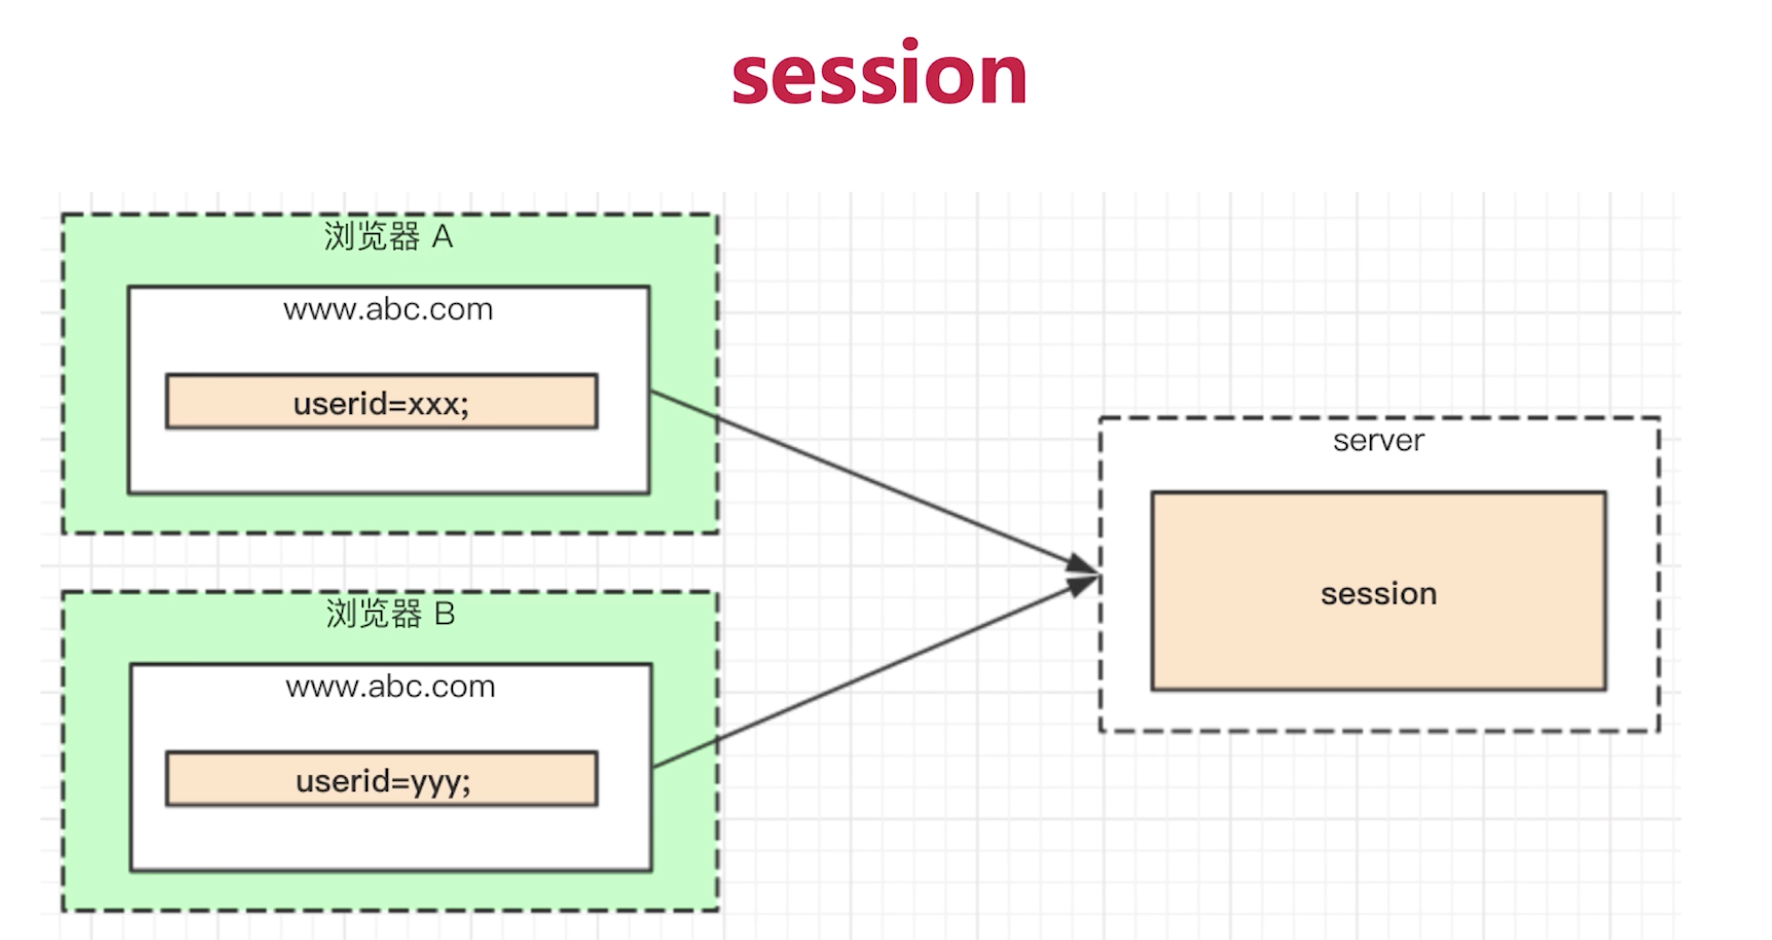 session
浏览器 A
www.abc.com
userid=xxx;
浏览器 B
www.abc.com
userid=yyy;
server
session